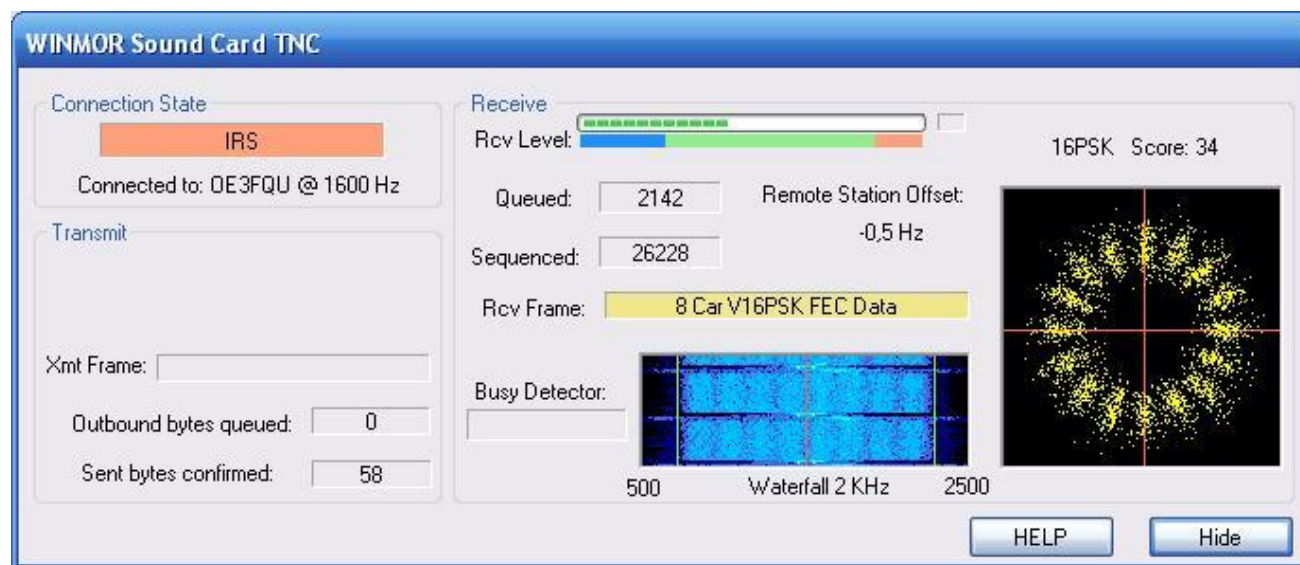 WINMOR Sound Card TNC
Connection State
IRS
Connected to: OE3FQU @ 1600 Hz
Transmit
Xmt Frame:
Outbound bytes queued: 0
Sent bytes confirmed: 58
Receive
Rcv Level:
16PSK Score: 34
Queued: 2142
Remote Station Offset:
-0,5 Hz
Sequenced: 26228
Rcv Frame: 8 Car V16PSK FEC Data
Busy Detector:
500 Waterfall 2 KHz 2500
HELP Hide